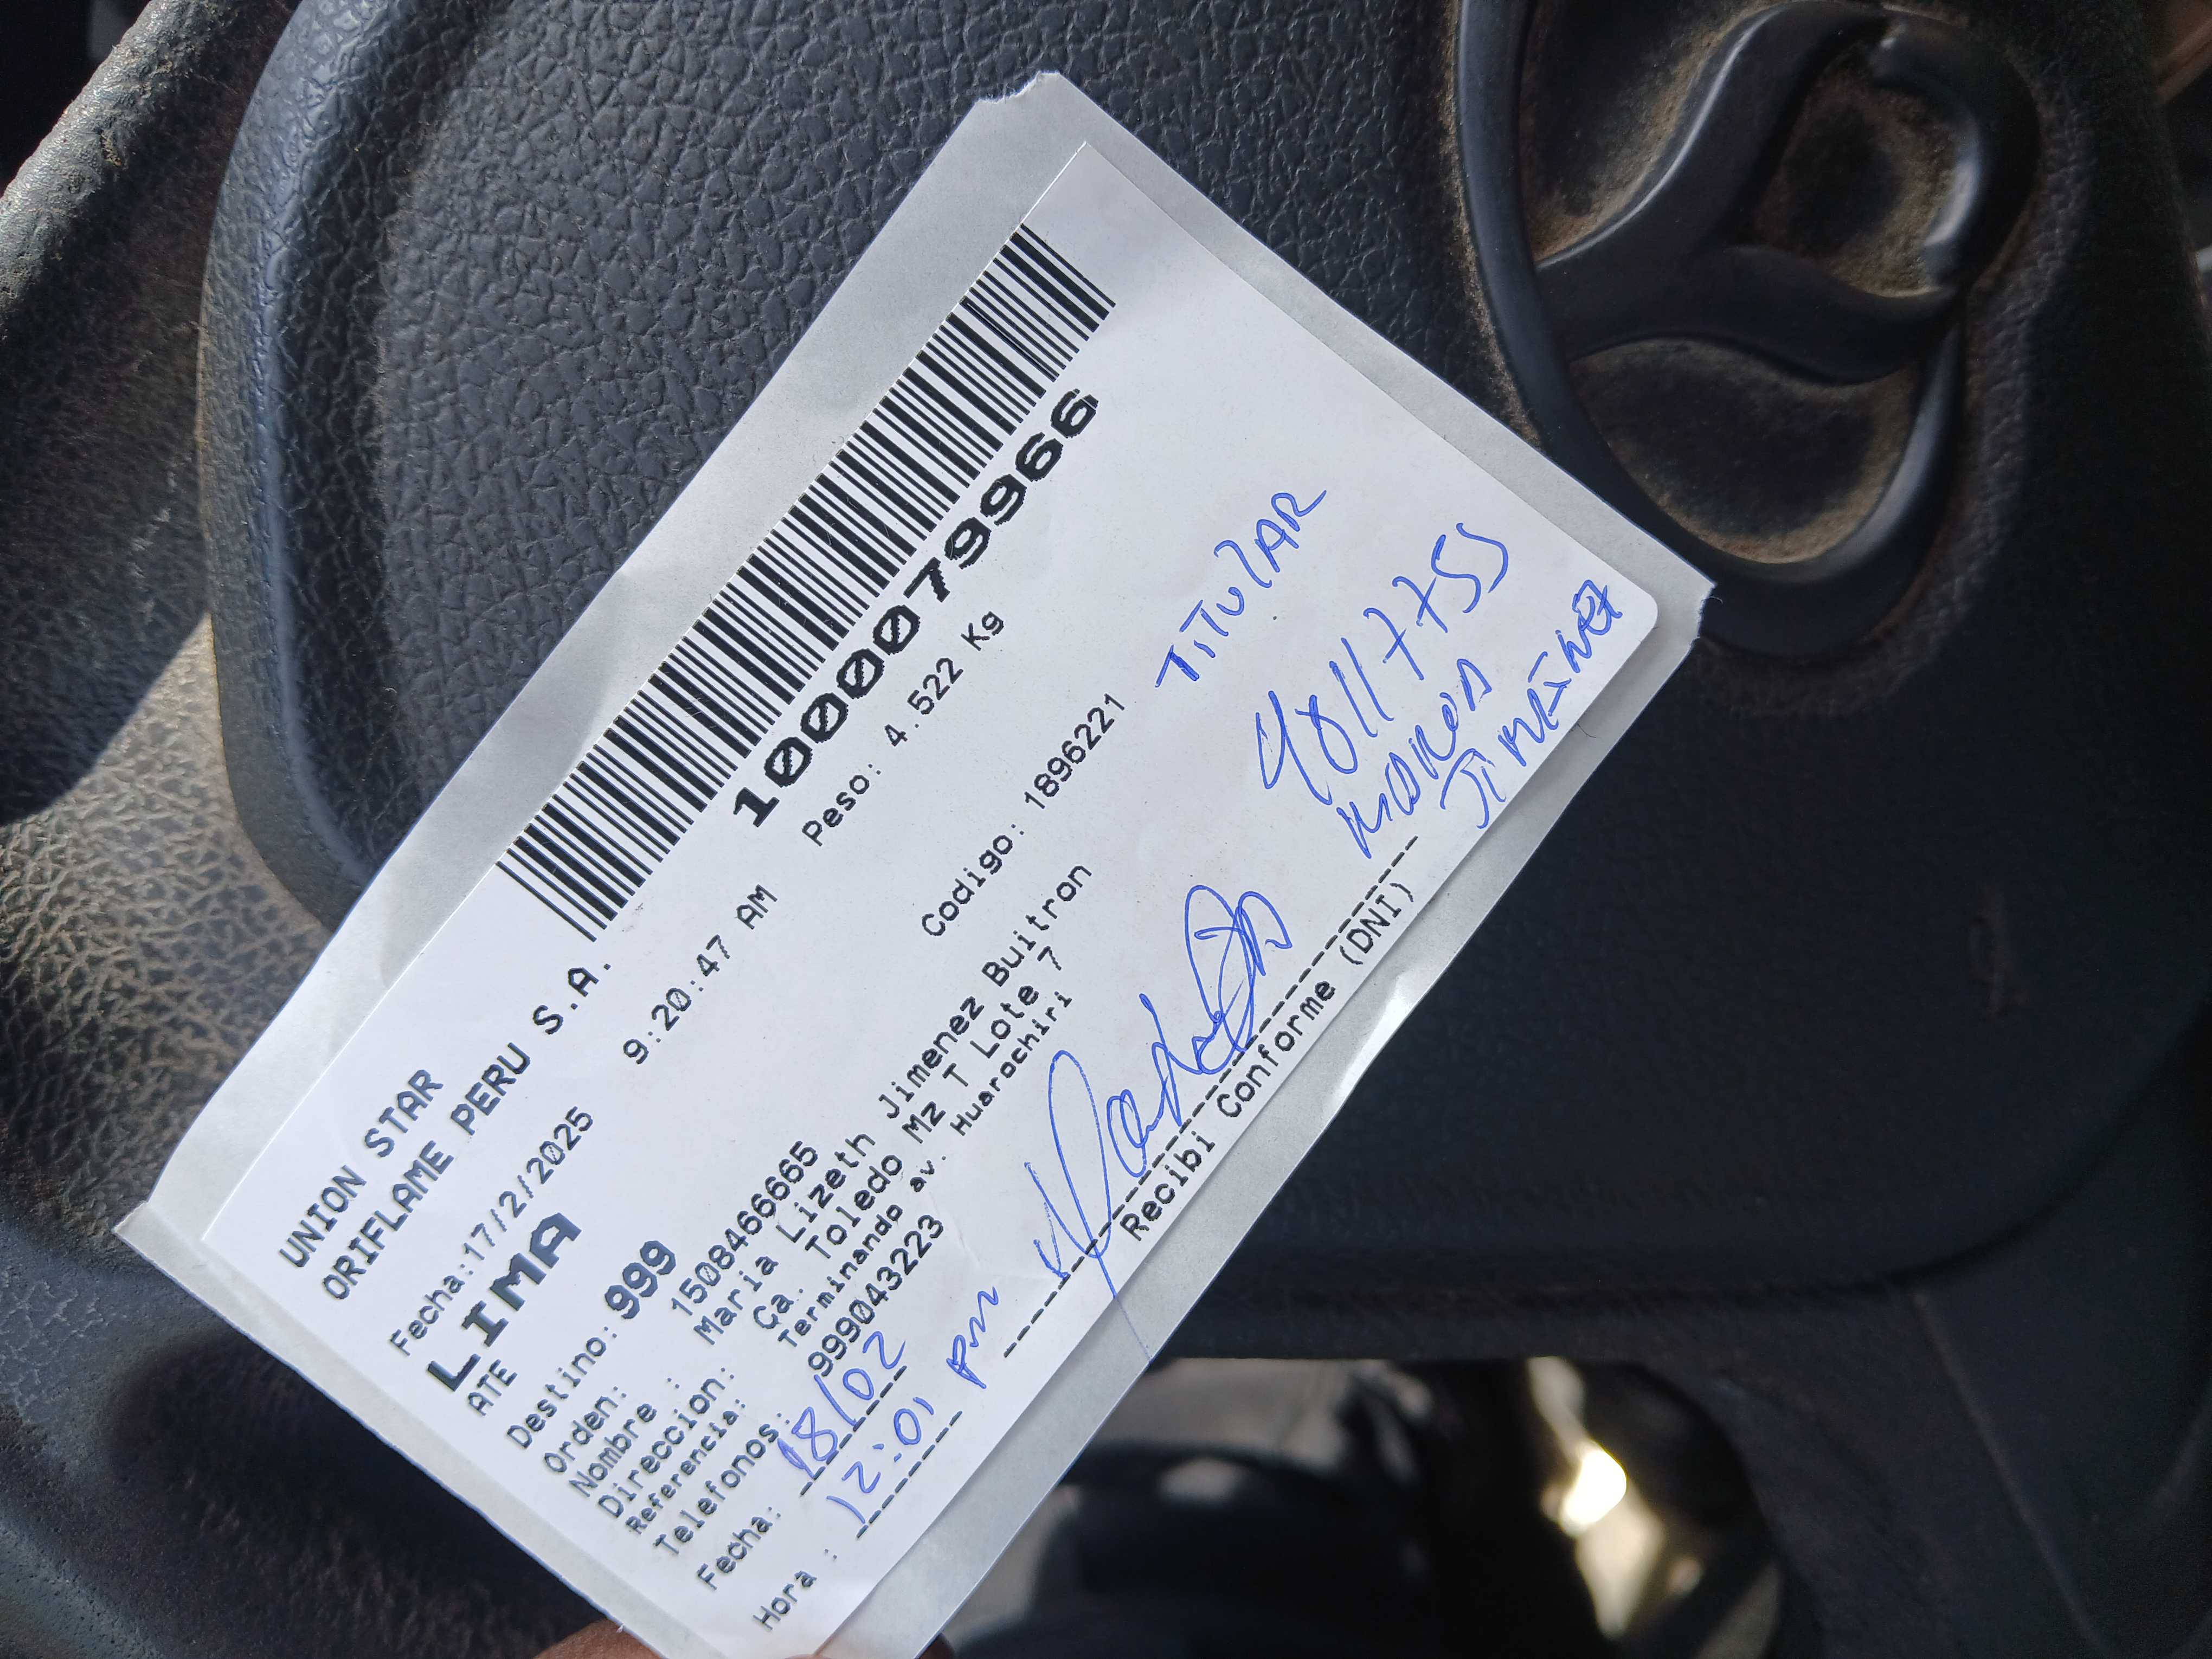 UNION STAR
ORIFLAME PERU S.A.
1000079966
Fecha:17/2/2025 9:20:47 AM Peso: 4.522 Kg
LIMA
ATE
Destino: 999
Orden: 1508466665 Codigo: 1896221
Nombre : Maria Lizeth Jimenez Buitron
Direccion: Ca. Toledo Mz T Lote 7
Referencia: Terminando av. Huarochiri
Telefonos: 999043223
TITULAR
48117755
JIMENEZ
Fecha: 18/02
Hora : 12:01 pm
Recibi Conforme (DNI)